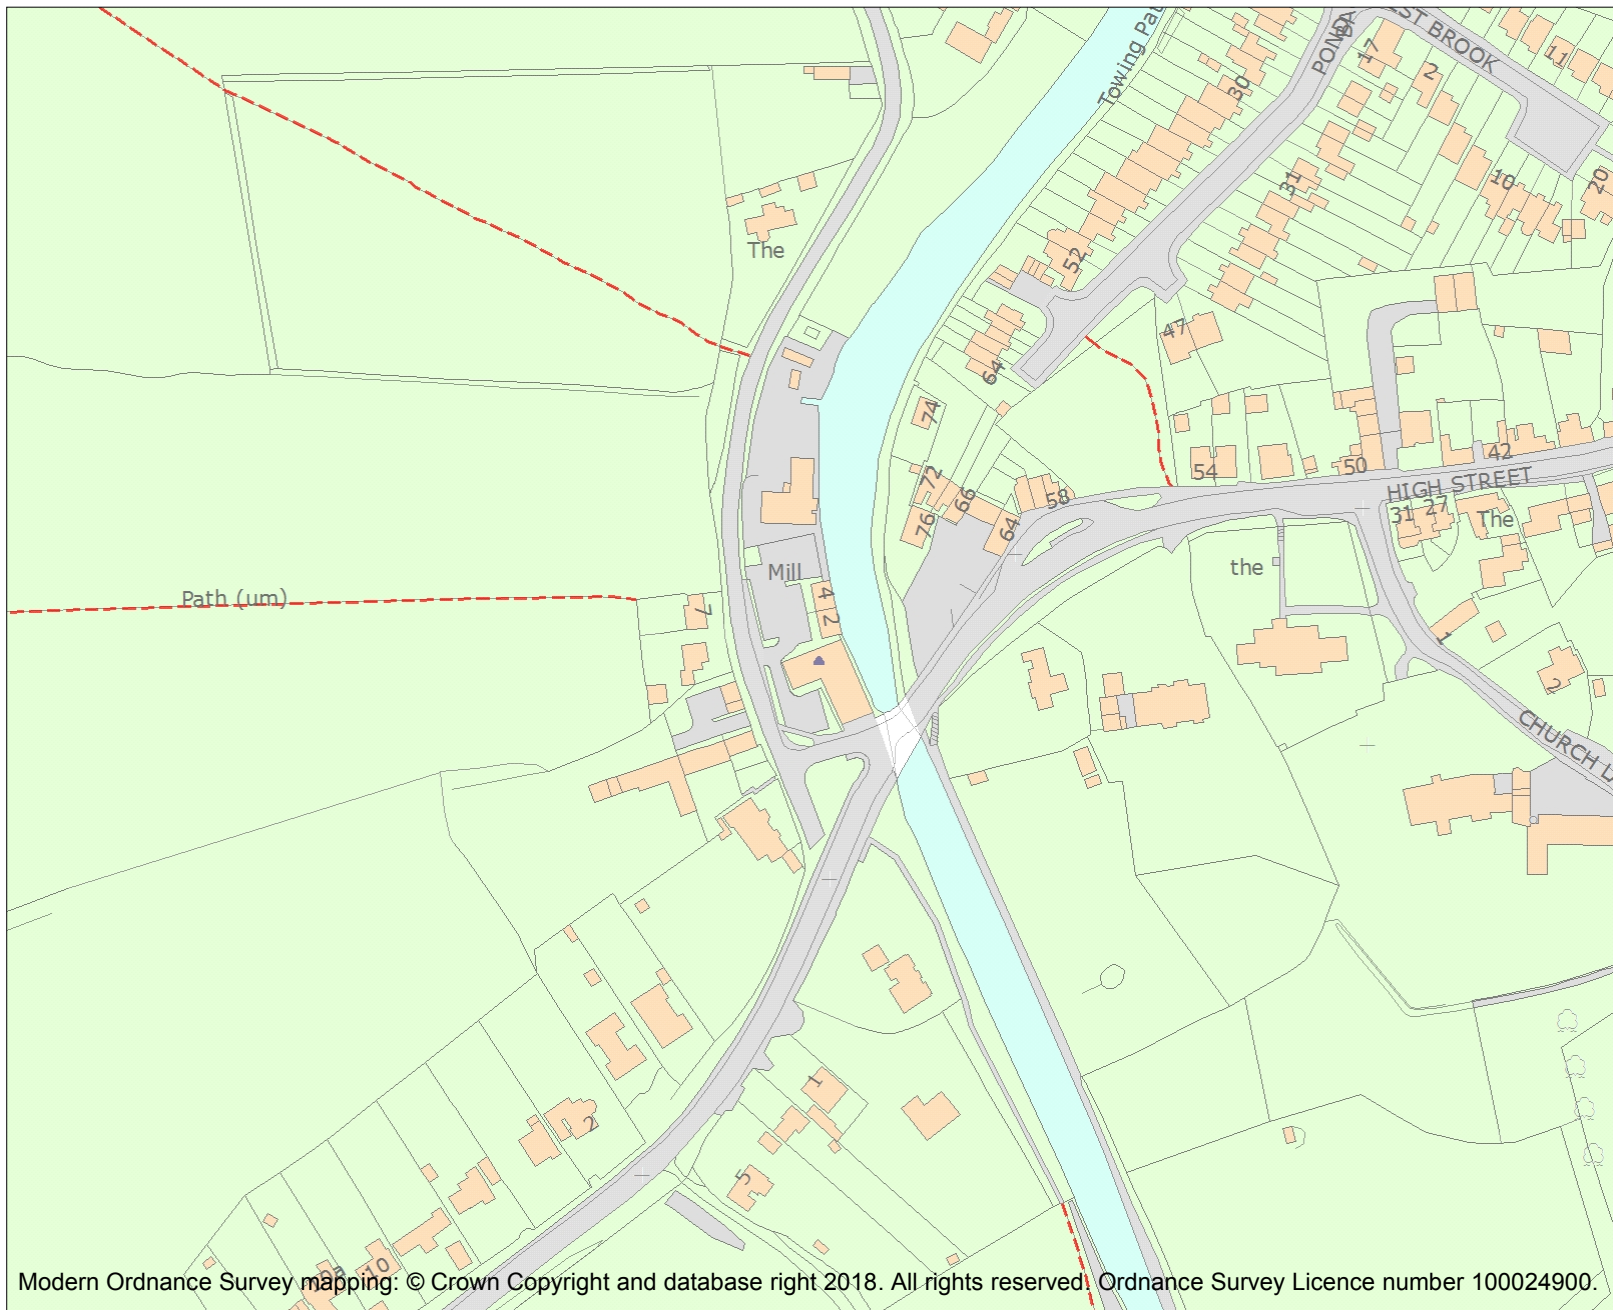 Towing Pat
POND
EST BROOK
17
2
11
30
31
10
20
The
52
47
64
74
72
66
76
64
58
54
50
42
HIGH STREET
31
27
The
the
Mill
4
2
Path (um)
7
1
2
CHURCH LA
1
2
5
10
Modern Ordnance Survey mapping: © Crown Copyright and database right 2018. All rights reserved. Ordnance Survey Licence number 100024900.